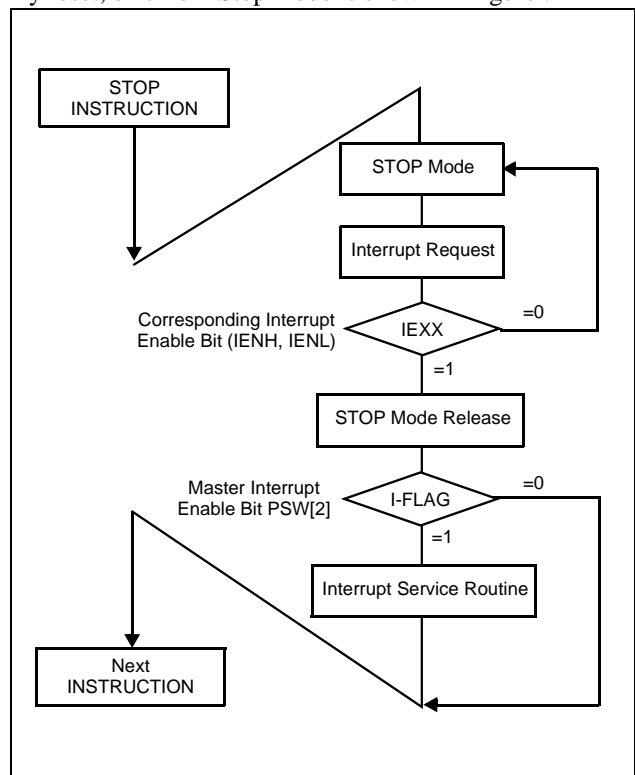 STOP
INSTRUCTION
STOP Mode
Interrupt Request
Corresponding Interrupt
Enable Bit (IENH, IENL)
IEXX
=0
=1
STOP Mode Release
Master Interrupt
Enable Bit PSW[2]
I-FLAG
=0
=1
Interrupt Service Routine
Next
INSTRUCTION